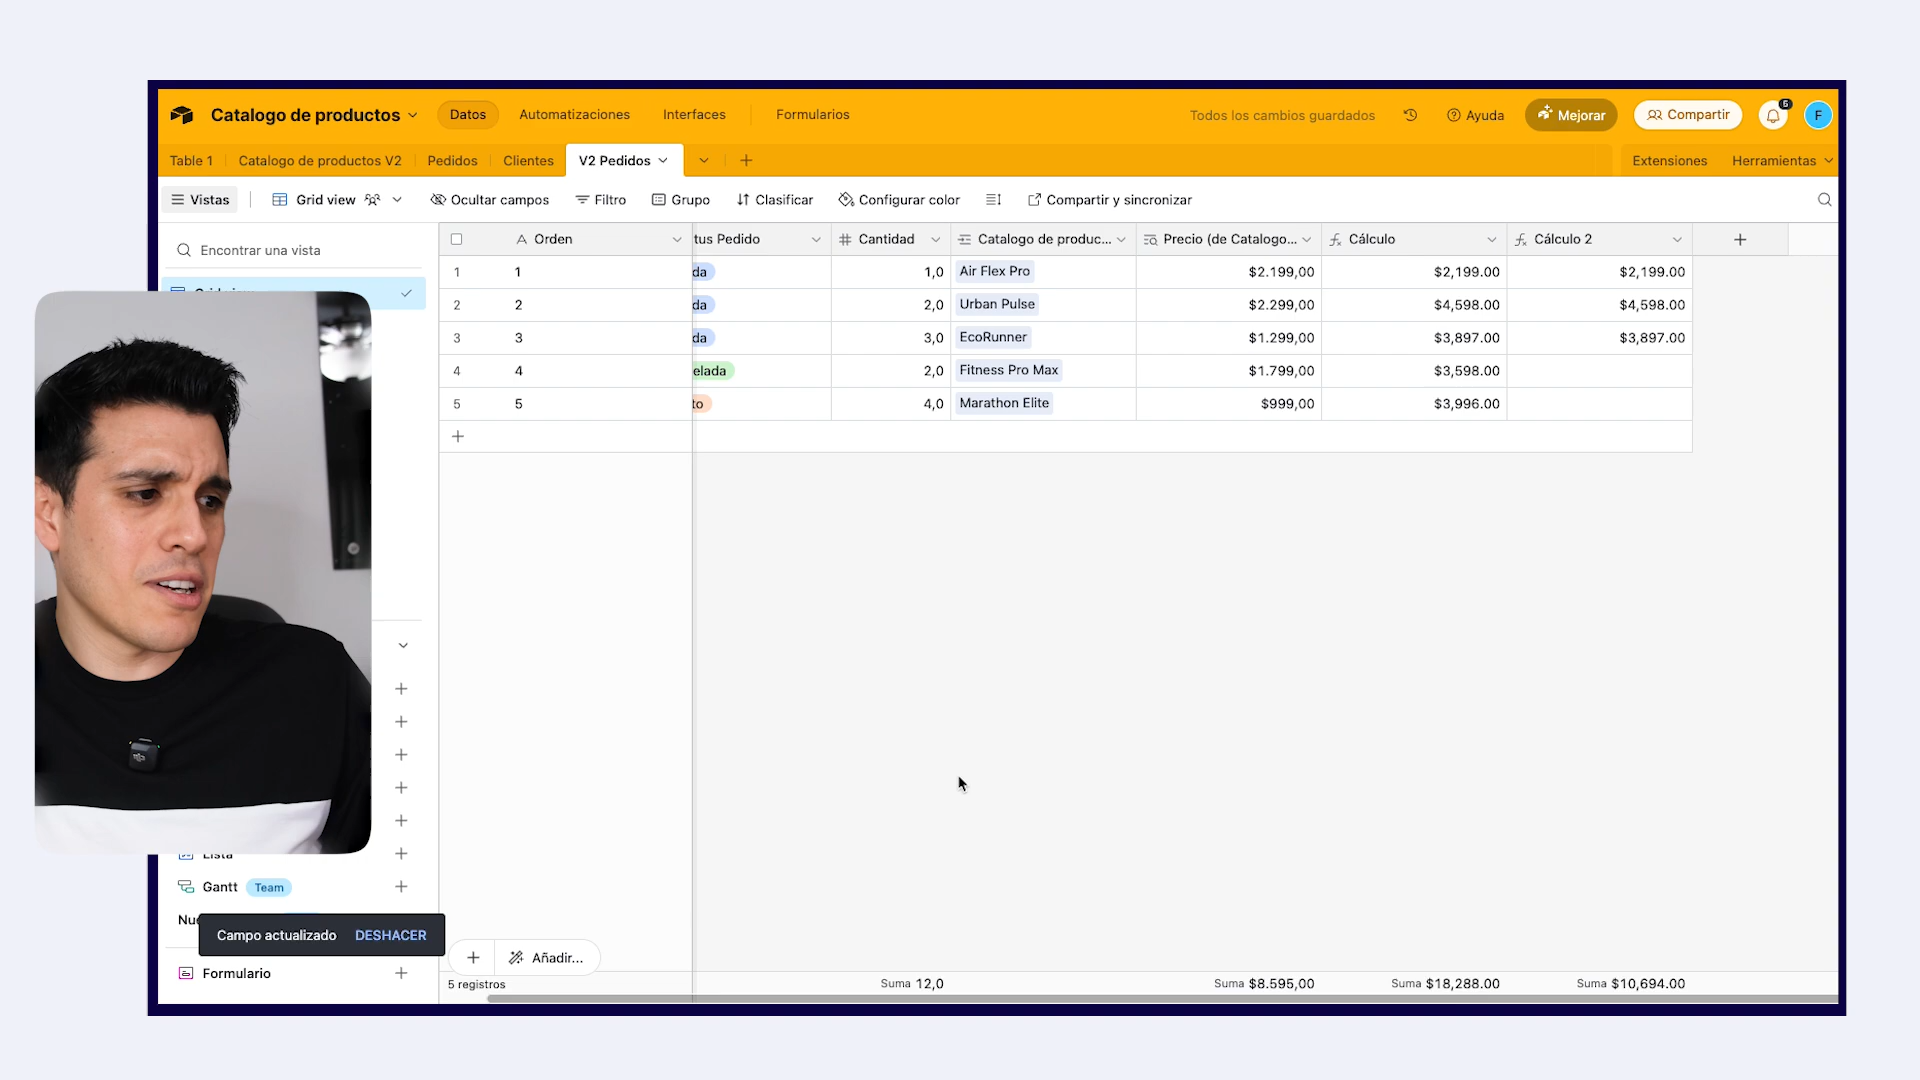 Catalogo de productos
Datos
Automatizaciones
Interfaces
Formularios
Todos los cambios guardados
Ayuda
Mejorar
Compartir
6
F
Table 1
Catalogo de productos V2
Pedidos
Clientes
V2 Pedidos
Extensiones
Herramientas
Vistas
Grid view
Ocultar campos
Filtro
Grupo
Clasificar
Configurar color
Compartir y sincronizar
Encontrar una vista
Orden
tus Pedido
Cantidad
Catalogo de produc...
Precio (de Catalogo...
Cálculo
Cálculo 2
1 1 da 1,0 Air Flex Pro $2.199,00 $2,199.00 $2,199.00
2 2 da 2,0 Urban Pulse $2.299,00 $4,598.00 $4,598.00
3 3 da 3,0 EcoRunner $1.299,00 $3,897.00 $3,897.00
4 4 elada 2,0 Fitness Pro Max $1.799,00 $3,598.00
5 5 to 4,0 Marathon Elite $999,00 $3,996.00
Lista
Gantt Team
Campo actualizado DESHACER
Formulario
Añadir...
5 registros
Suma 12,0
Suma $8.595,00
Suma $18,288.00
Suma $10,694.00